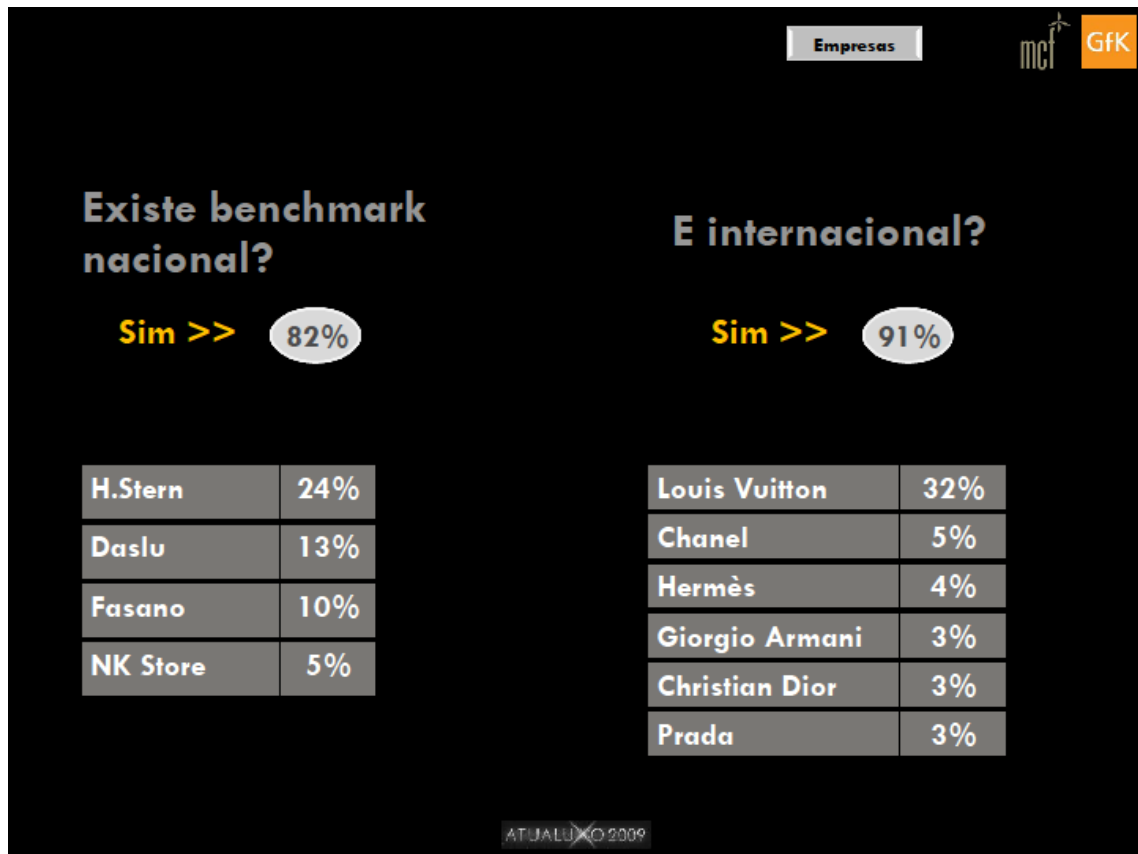 Empresas
mcf
GfK
Existe benchmark
nacional?
Sim >> 82%
H.Stern 24%
Daslu 13%
Fasano 10%
NK Store 5%
E internacional?
Sim >> 91%
Louis Vuitton 32%
Chanel 5%
Hermès 4%
Giorgio Armani 3%
Christian Dior 3%
Prada 3%
ATUALUXO 2009